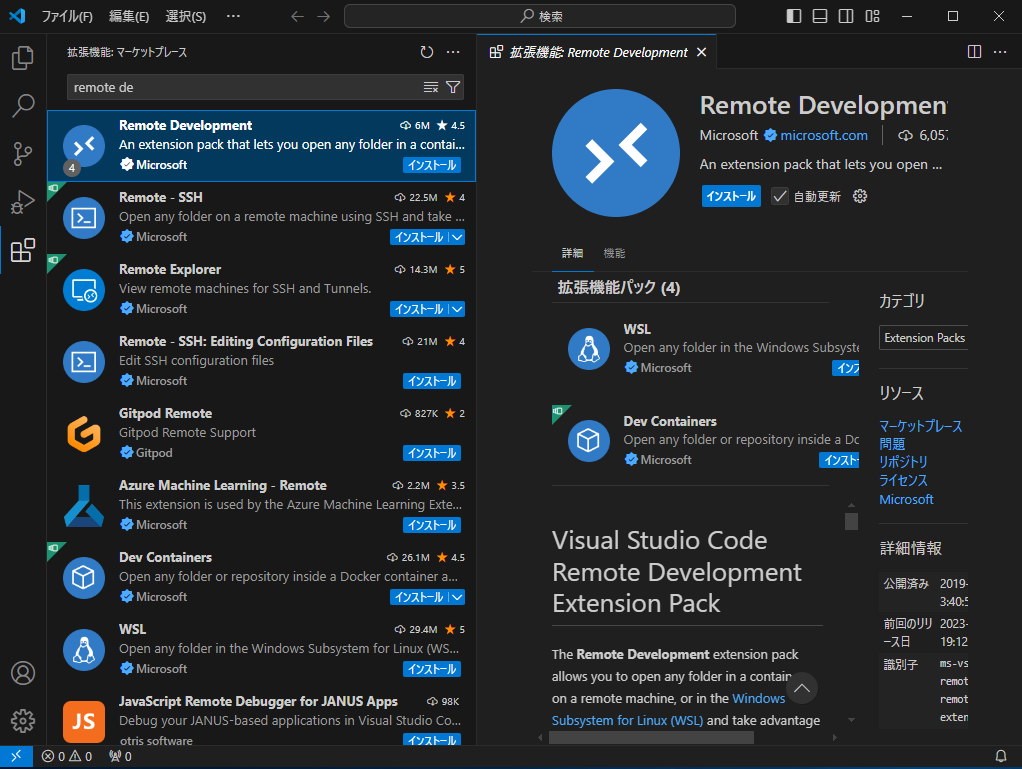 ファイル(F) 編集(E) 選択(S) ··· 検索
拡張機能: マーケットプレース
remote de
Remote Development 6M 4.5
An extension pack that lets you open any folder in a contai...
4 Microsoft インストール
Remote - SSH 22.5M 4
Open any folder on a remote machine using SSH and take ...
Microsoft インストール
Remote Explorer 14.3M 5
View remote machines for SSH and Tunnels.
Microsoft インストール
Remote - SSH: Editing Configuration Files 21M 4
Edit SSH configuration files
Microsoft インストール
Gitpod Remote 827K 2
Gitpod Remote Support
Gitpod インストール
Azure Machine Learning - Remote 2.2M 3.5
This extension is used by the Azure Machine Learning Exte...
Microsoft インストール
Dev Containers 26.1M 4.5
Open any folder or repository inside a Docker container a...
Microsoft インストール
WSL 29.4M 5
Open any folder in the Windows Subsystem for Linux (WS...
Microsoft インストール
JavaScript Remote Debugger for JANUS Apps 98K
JS Debug your JANUS-based applications in Visual Studio Co...
otris software インストール
拡張機能: Remote Development
Remote Developmen
Microsoft microsoft.com 6,057
An extension pack that lets you open ...
インストール 自動更新
詳細 機能
拡張機能パック (4)
WSL
Open any folder in the Windows Subsyste
Microsoft インス
Dev Containers
Open any folder or repository inside a Dc
Microsoft インスト
Visual Studio Code
Remote Development
Extension Pack
The Remote Development extension pack
allows you to open any folder in a contain
on a remote machine, or in the Windows
Subsystem for Linux (WSL) and take advantage
カテゴリ
Extension Packs
リソース
マーケットプレース
問題
リポジトリ
ライセンス
Microsoft
詳細情報
公開済み 2019-
3:40:5
前回のリリ 2023-
ース日 19:12
識別子 ms-vs
remot
remot
exten
0 0 0